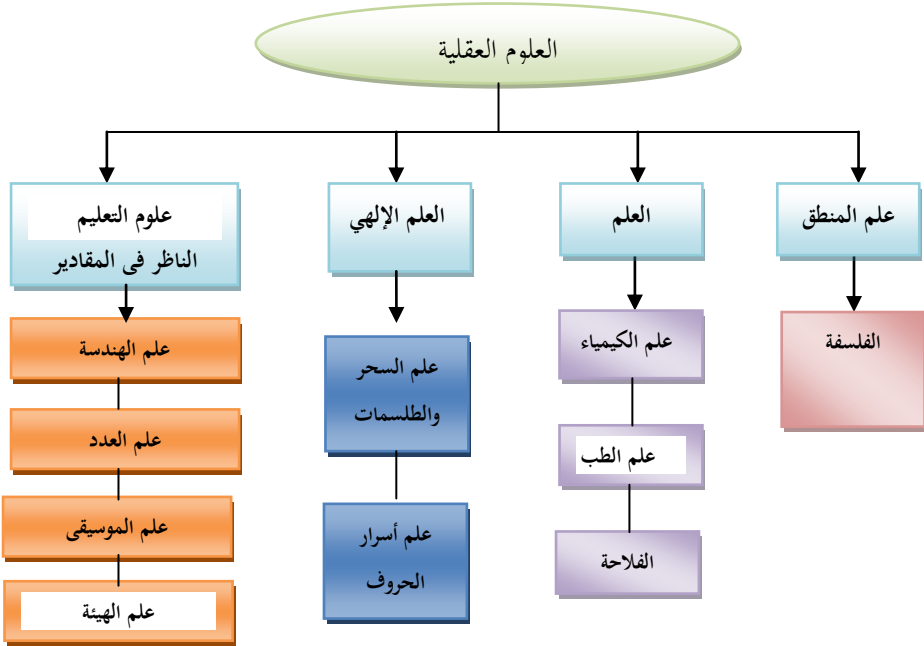 العلوم العقلية
علم المنطق
الفلسفة
العلم
علم الكيمياء
علم الطب
الفلاحة
العلم الإلهي
علم السحر
والطلسمات
علم أسرار
الحروف
علوم التعليم
الناظر فى المقادير
علم الهندسة
علم العدد
علم الموسيقى
علم الهيئة